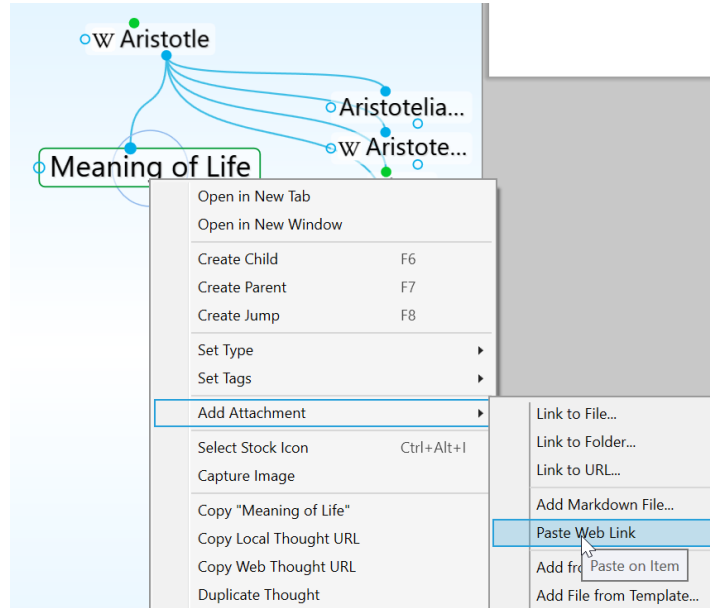 W Aristotle
Aristotelia...
W Aristote...
Meaning of Life
Open in New Tab
Open in New Window
Create Child F6
Create Parent F7
Create Jump F8
Set Type
Set Tags
Add Attachment
Select Stock Icon Ctrl+Alt+I
Capture Image
Copy "Meaning of Life"
Copy Local Thought URL
Copy Web Thought URL
Duplicate Thought
Link to File...
Link to Folder...
Link to URL...
Add Markdown File...
Paste Web Link
Add
Paste on Item
Add File from Template...